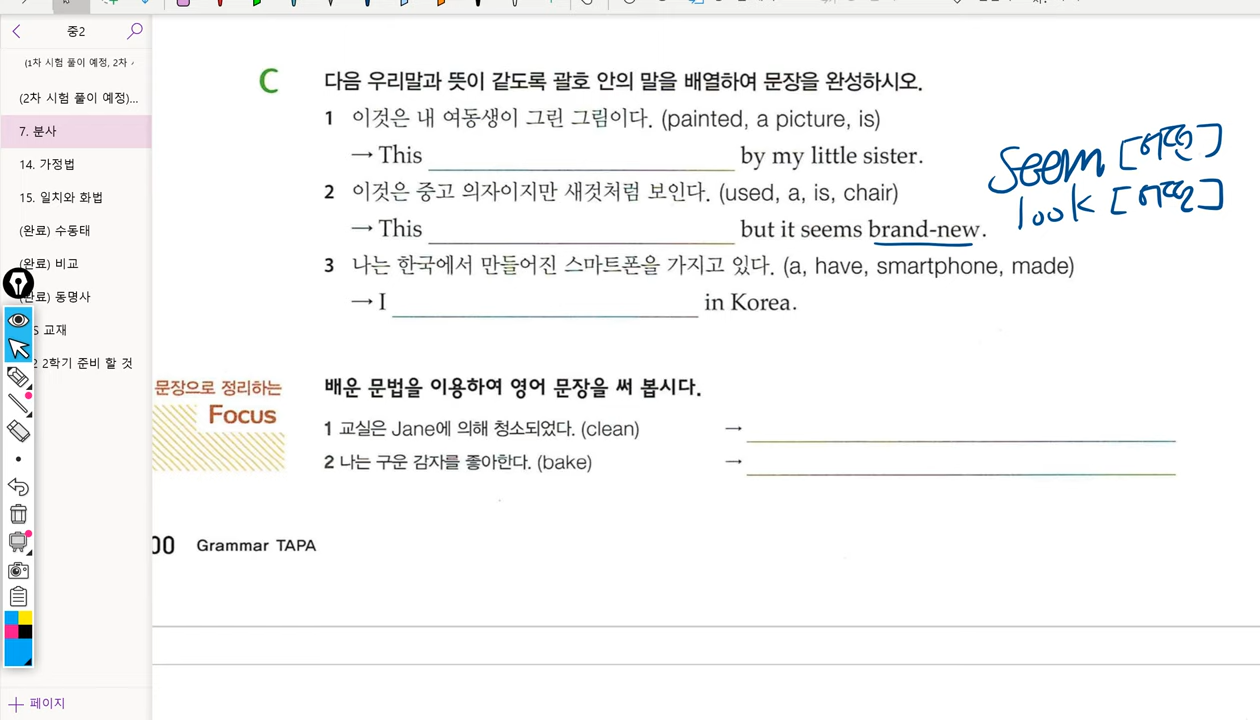 중2
(1차 시험 풀이 예정, 2차
(2차 시험 풀이 예정)...
7. 분사
14. 가정법
15. 일치와 화법
(완료) 수동태
(완료) 비교
(완료) 동명사
교재
2학기 준비 할 것
페이지
C 다음 우리말과 뜻이 같도록 괄호 안의 말을 배열하여 문장을 완성하시오.
1 이것은 내 여동생이 그린 그림이다. (painted, a picture, is)
→ This by my little sister.
2 이것은 중고 의자이지만 새것처럼 보인다. (used, a, is, chair)
→ This but it seems brand-new.
3 나는 한국에서 만들어진 스마트폰을 가지고 있다. (a, have, smartphone, made)
→ I in Korea.
seem [어떤]
look [어떤]
문장으로 정리하는
Focus
배운 문법을 이용하여 영어 문장을 써 봅시다.
1 교실은 Jane에 의해 청소되었다. (clean) →
2 나는 구운 감자를 좋아한다. (bake) →
00 Grammar TAPA